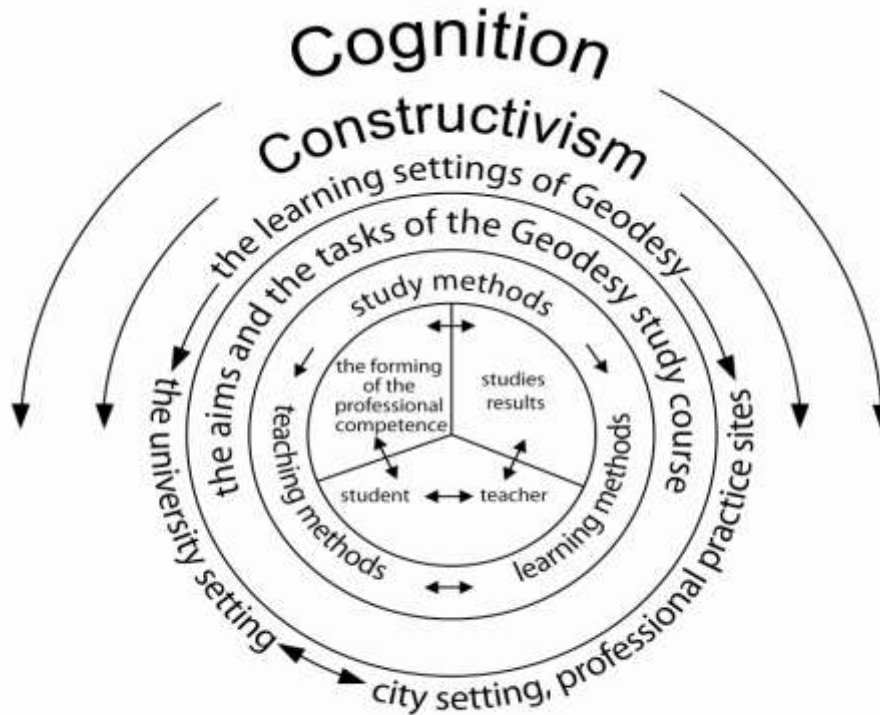 Cognition
Constructivism
the learning settings of Geodesy
the aims and the tasks of the Geodesy study course
study methods
the forming
of the
professional
competence
studies
results
student
teacher
teaching methods
learning methods
the university setting
city setting, professional practice sites